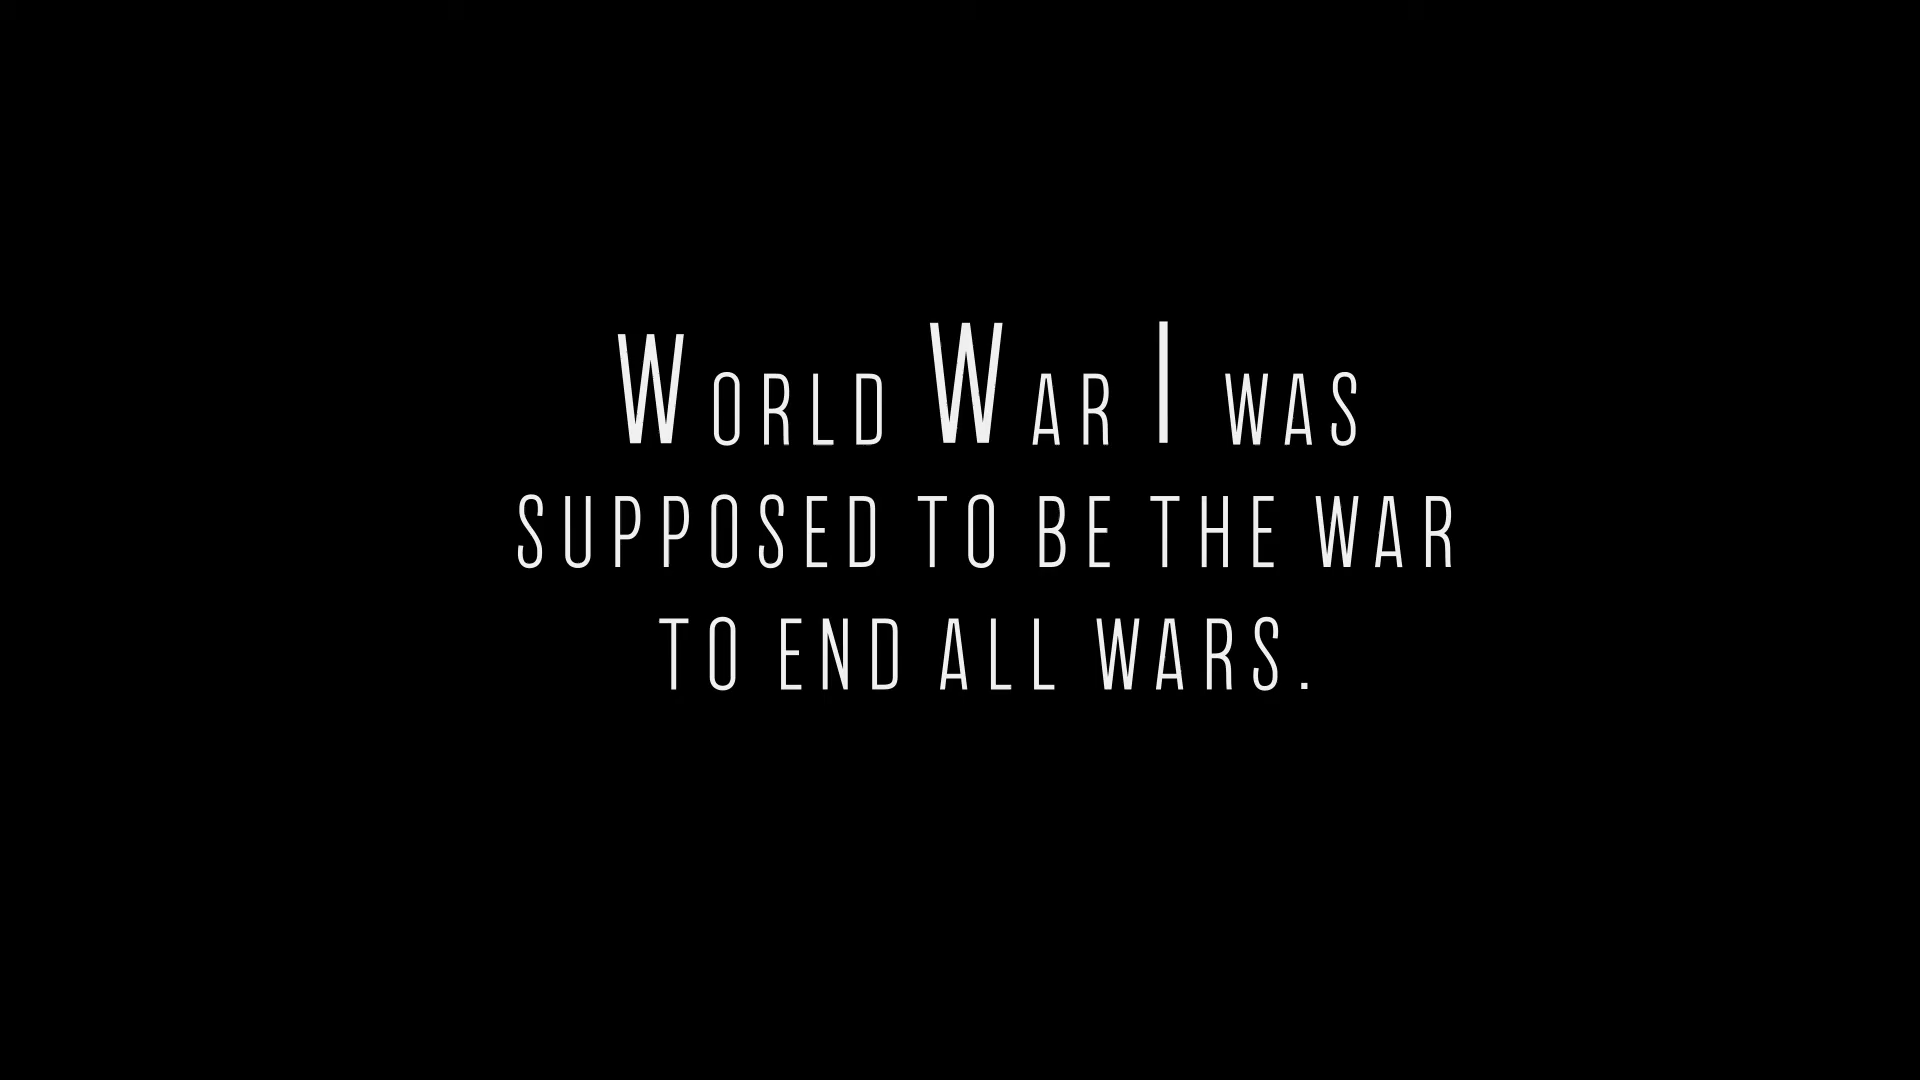 World War I was
supposed to be the war
to end all wars.